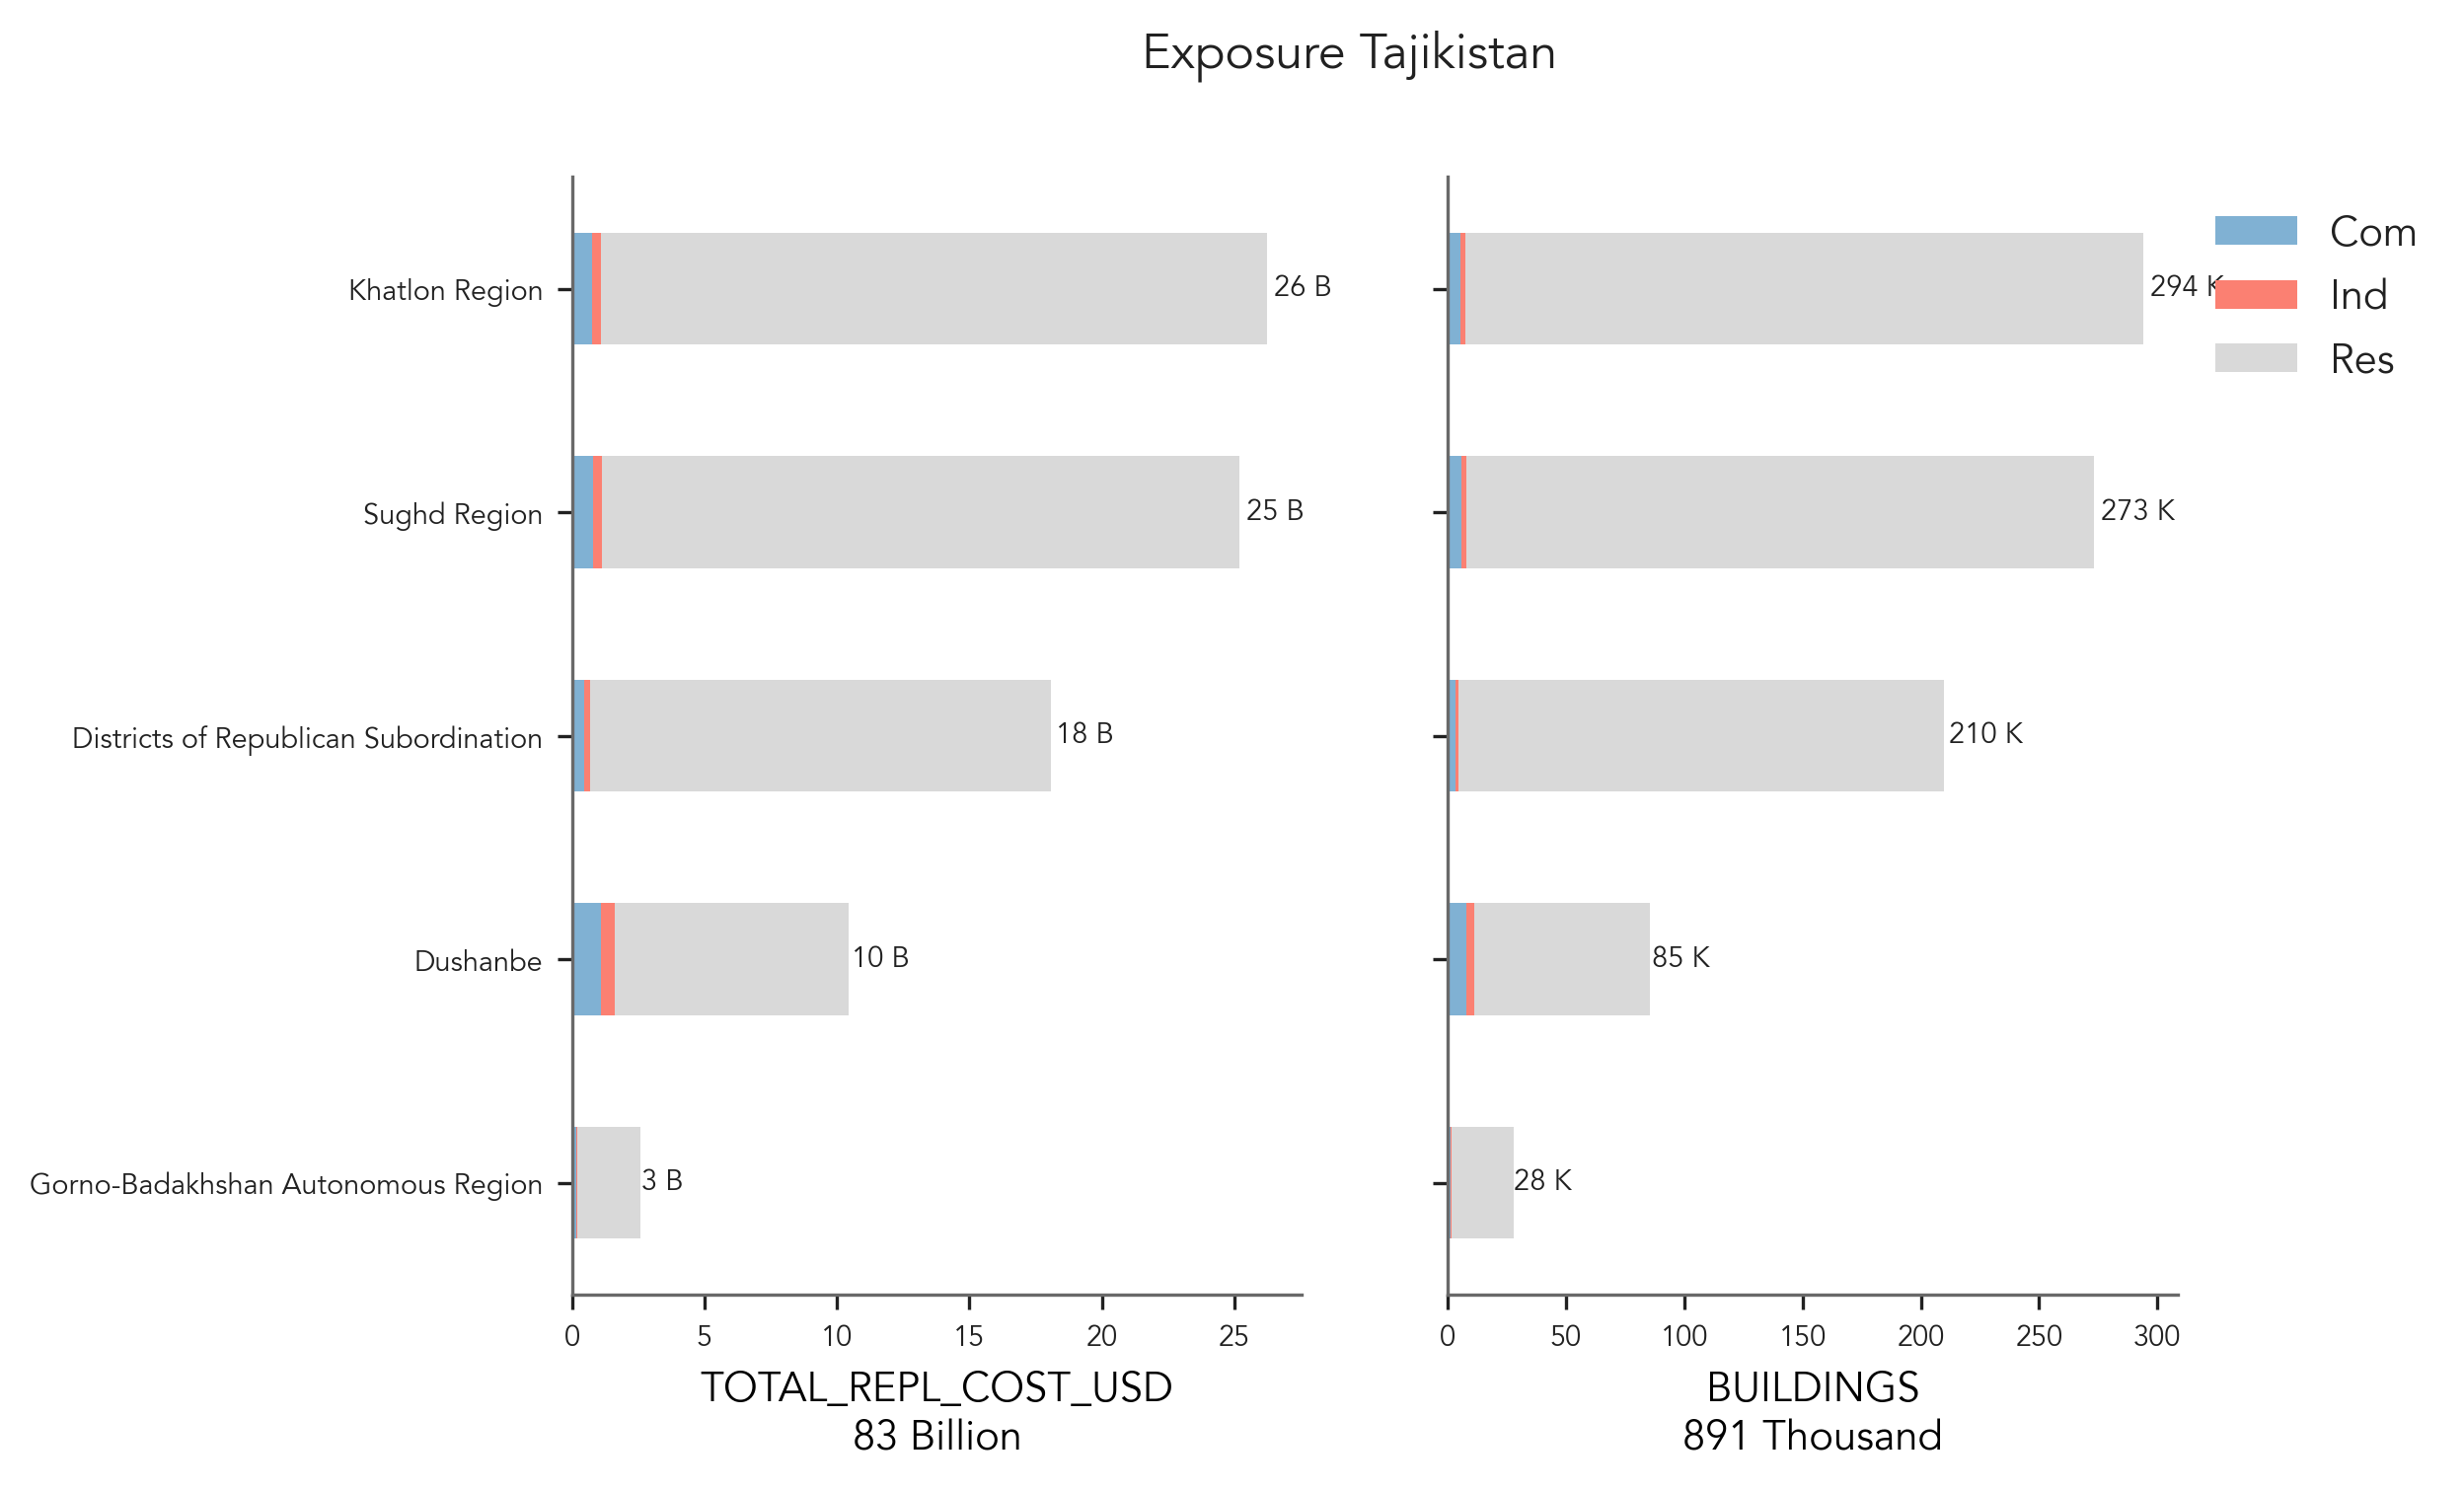 Exposure Tajikistan
Khatlon Region
Sughd Region
Districts of Republican Subordination
Dushanbe
Gorno-Badakhshan Autonomous Region
26 B
25 B
18 B
10 B
3 B
0 5 10 15 20 25
TOTAL_REPL_COST_USD
83 Billion
294 K
273 K
210 K
85 K
28 K
0 50 100 150 200 250 300
BUILDINGS
891 Thousand
Com
Ind
Res